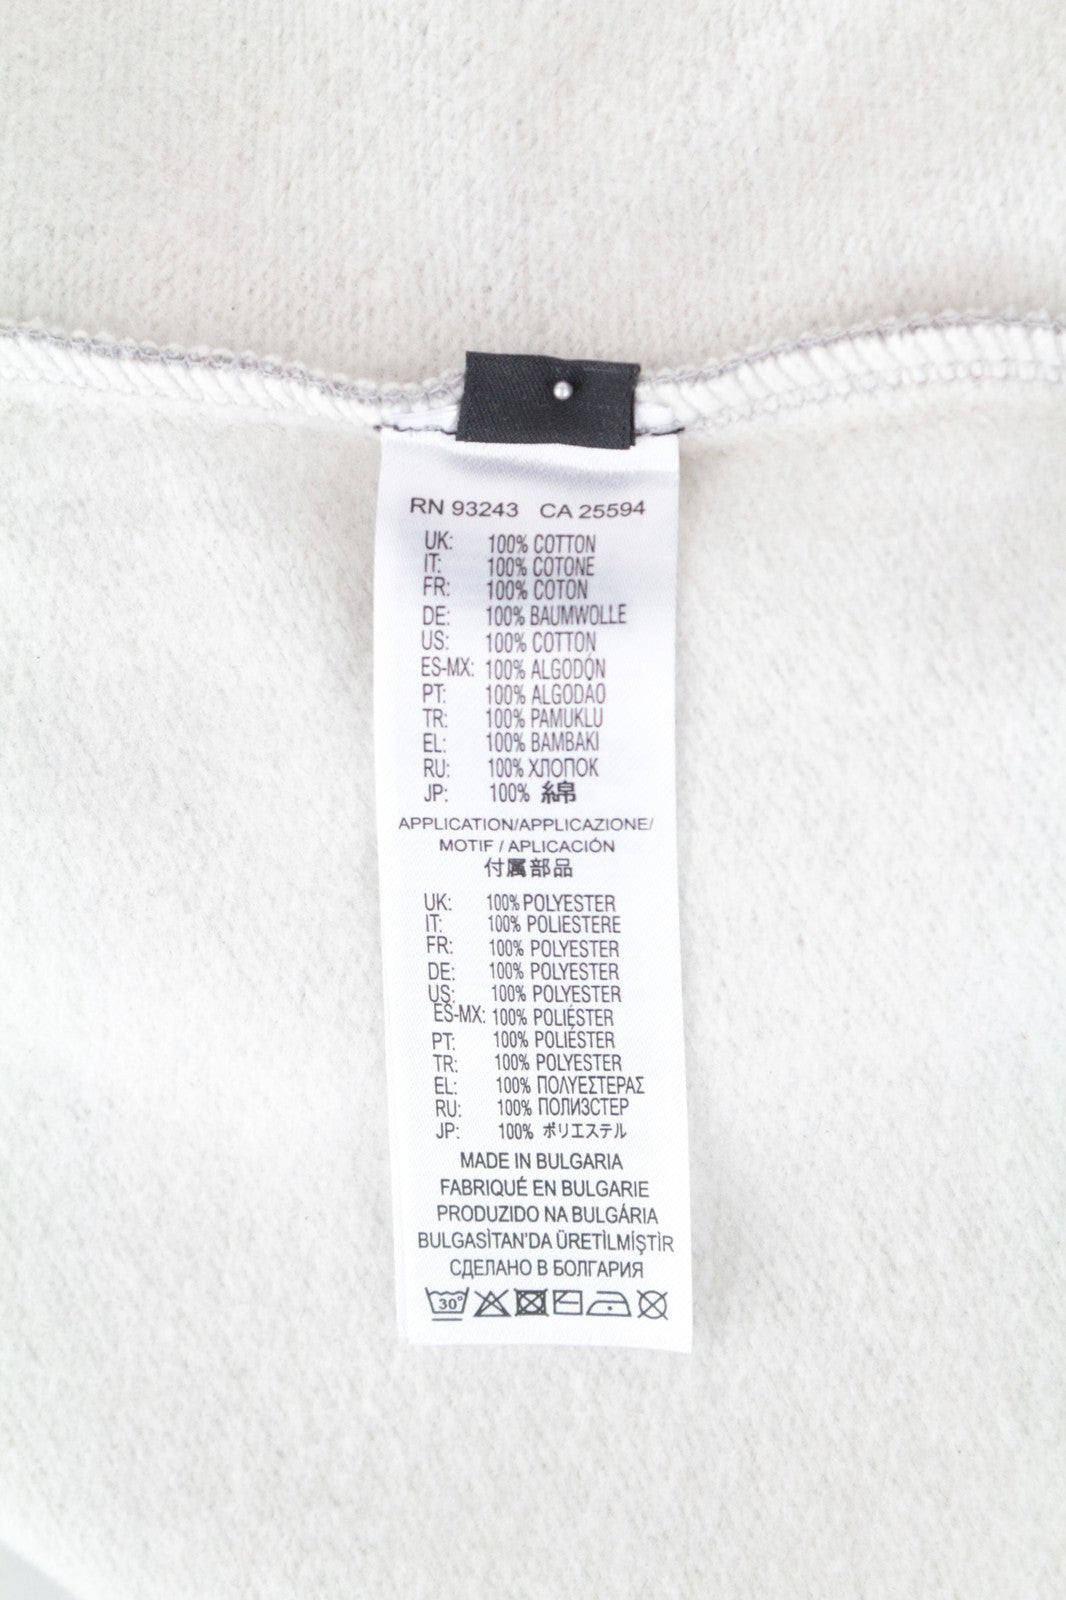 RN 93243 CA 25594
UK: 100% COTTON
IT: 100% COTONE
FR: 100% COTON
DE: 100% BAUMWOLLE
US: 100% COTTON
ES-MX: 100% ALGODÓN
PT: 100% ALGODÃO
TR: 100% PAMUKLU
EL: 100% BAMBAKI
RU: 100% ХЛОПОК
JP: 100% 綿
APPLICATION/APPLICAZIONE/
MOTIF / APLICACIÓN
付属部品
UK: 100% POLYESTER
IT: 100% POLIESTERE
FR: 100% POLYESTER
DE: 100% POLYESTER
US: 100% POLYESTER
ES-MX: 100% POLIÉSTER
PT: 100% POLIÉSTER
TR: 100% POLYESTER
EL: 100% ΠΟΛΥΕΣΤΕΡΑΣ
RU: 100% ПОЛИЗСТЕР
JP: 100% ポリエステル
MADE IN BULGARIA
FABRIQUÉ EN BULGARIE
PRODUZIDO NA BULGÁRIA
BULGASİTAN'DA ÜRETİLMİŞTİR
СДЕЛАНО В БОЛГАРИЯ
30°